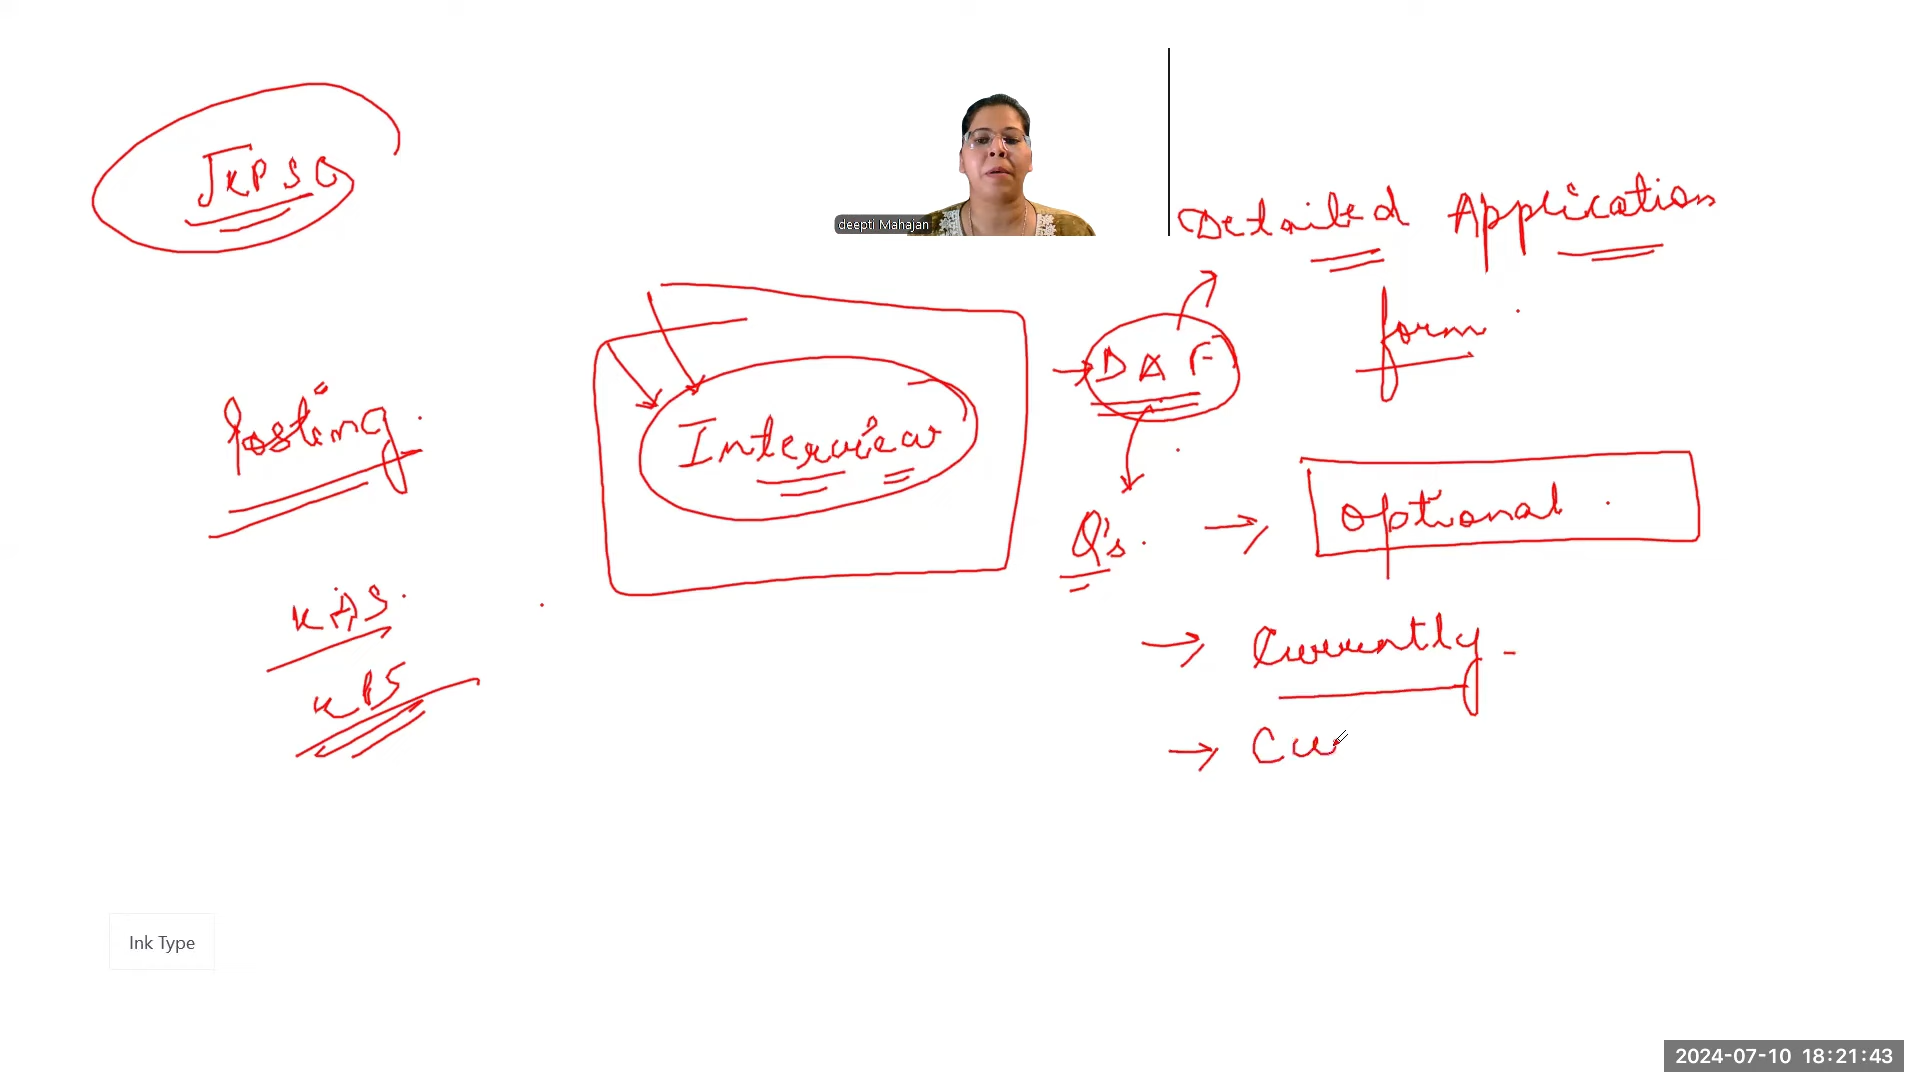 JKPSC
deepti Mahajan
Detailed Application
form.
DAF
Posting.
Interview
Q's.
→ Optional.
KAS.
→ Currently -
KPS
→ Cu
Ink Type
2024-07-10 18:21:43